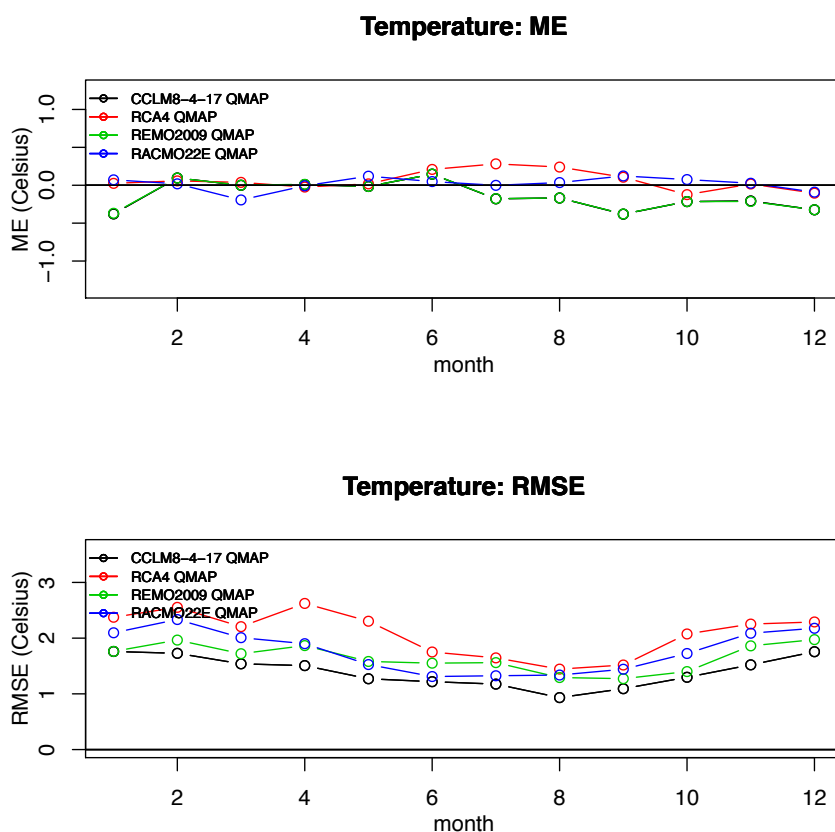 Temperature: ME
ME (Celsius)
1.0
0.0
−1.0
CCLM8−4−17 QMAP
RCA4 QMAP
REMO2009 QMAP
RACMO22E QMAP
2 4 6 8 10 12
month
Temperature: RMSE
RMSE (Celsius)
3
2
1
0
CCLM8−4−17 QMAP
RCA4 QMAP
REMO2009 QMAP
RACMO22E QMAP
2 4 6 8 10 12
month